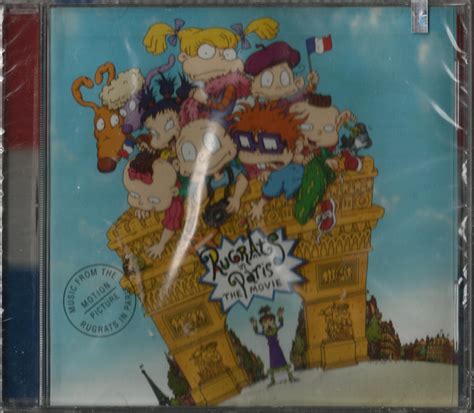 RUGRATS
in
PARIS
THE MOVIE
MUSIC FROM THE
MOTION
PICTURE
RUGRATS IN PARIS